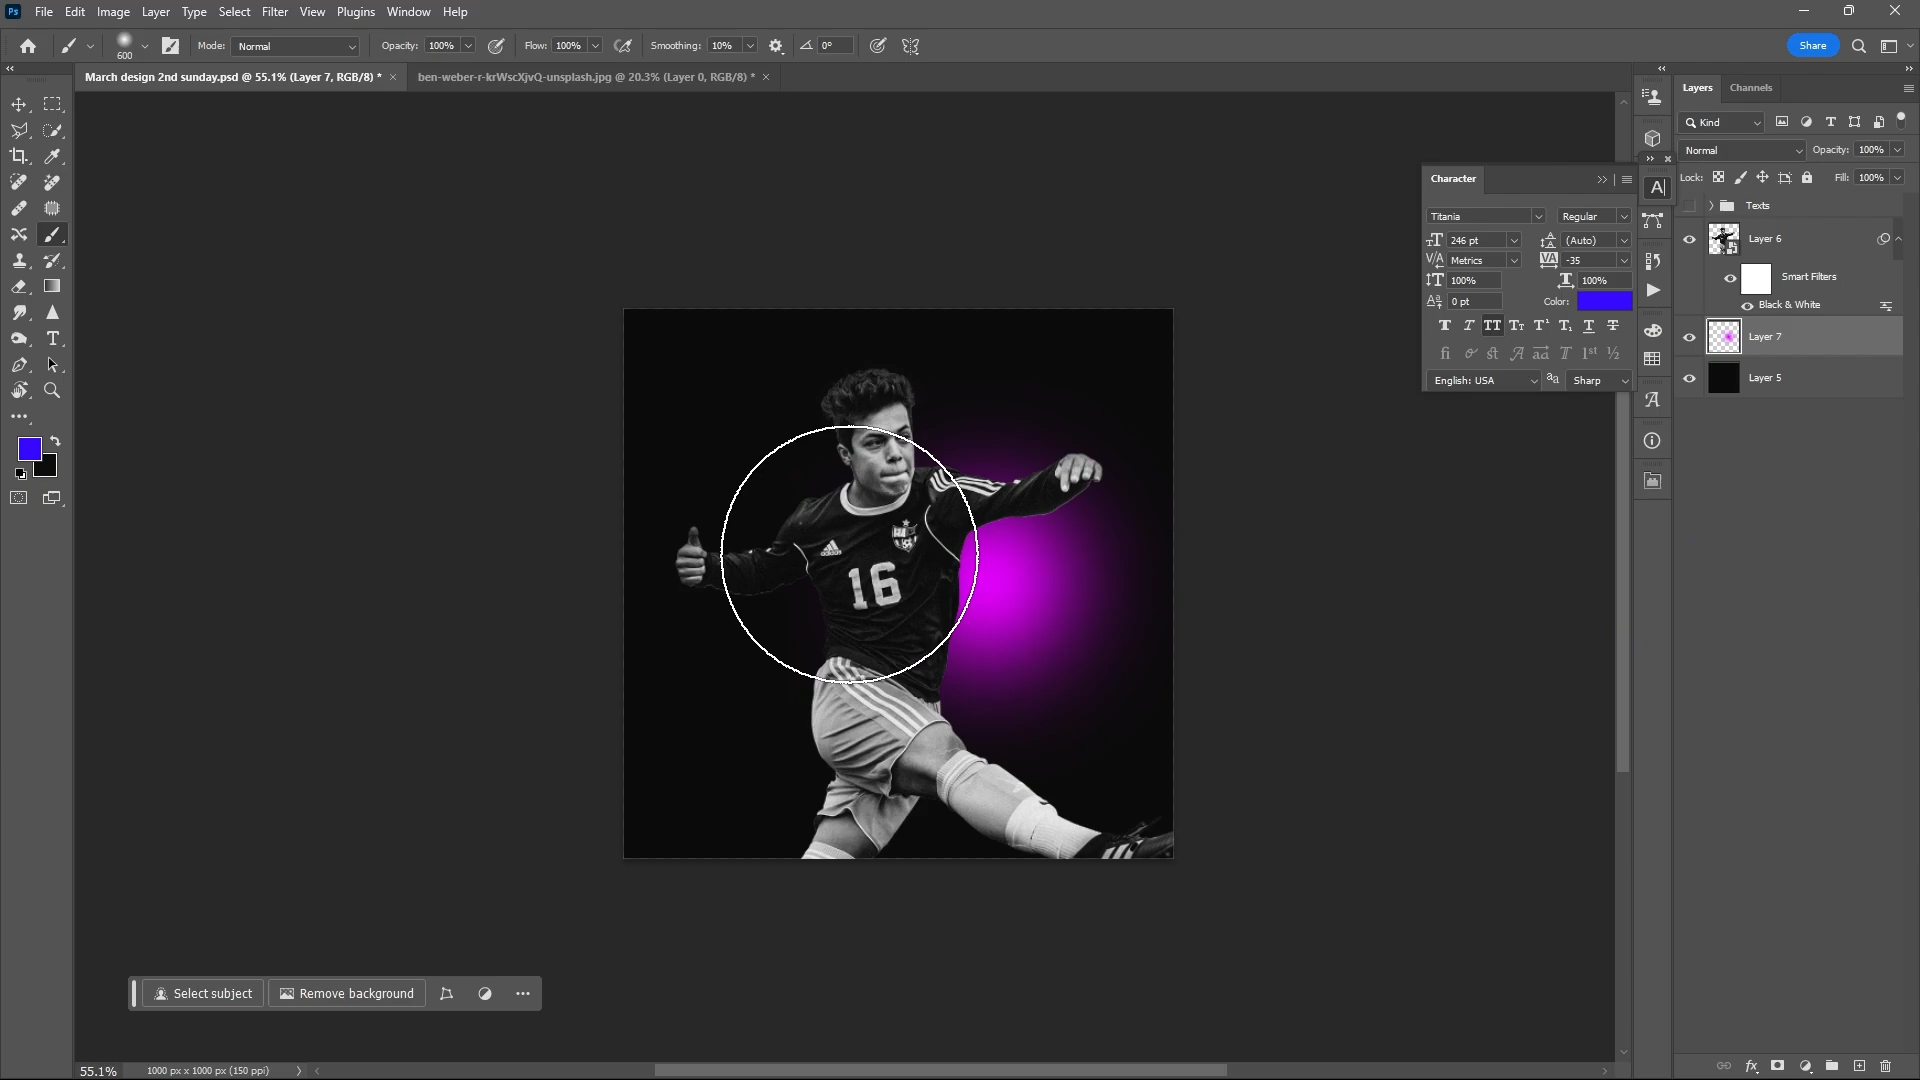 Ps File Edit Image Layer Type Select Filter View Plugins Window Help
600 Mode: Normal Opacity: 100% Flow: 100% Smoothing: 10% 0° Share
March design 2nd sunday.psd @ 55.1% (Layer 7, RGB/8) * ben-weber-r-krWscXjvQ-unsplash.jpg @ 20.3% (Layer 0, RGB/8) *
Layers Channels
Kind
Normal Opacity: 100%
Lock: Fill: 100%
Texts
Layer 6
Smart Filters
Black & White
Layer 7
Layer 5
Character
Titania Regular
246 pt (Auto)
Metrics -35
100% 100%
0 pt Color:
English: USA Sharp
adidas
16
Select subject Remove background
55.1% 1000 px x 1000 px (150 ppi)